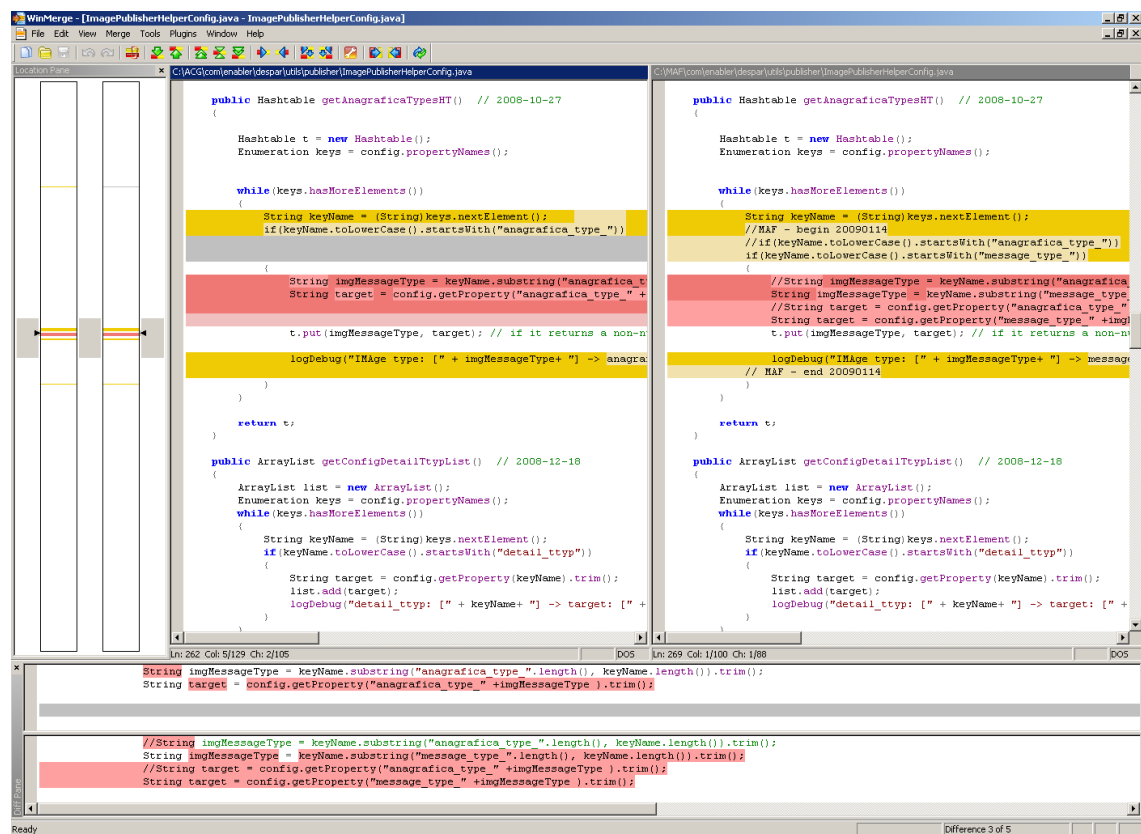 WinMerge - [ImagePublisherHelperConfig.java - ImagePublisherHelperConfig.java]
File Edit View Merge Tools Plugins Window Help
Location Pane
C:\ACG\com\enabler\despar\utils\publisher\ImagePublisherHelperConfig.java
public Hashtable getAnagraficaTypesHT()  // 2008-10-27
{
Hashtable t = new Hashtable();
Enumeration keys = config.propertyNames();
while(keys.hasMoreElements())
{
String keyName = (String)keys.nextElement();
if(keyName.toLowerCase().startsWith("anagrafica_type_"))
{
String imgMessageType = keyName.substring("anagrafica_t
String target = config.getProperty("anagrafica_type_" +
t.put(imgMessageType, target); // if it returns a non-n
logDebug("IMAge type: [" + imgMessageType+ "] -> anagra
}
}
return t;
}
public ArrayList getConfigDetailTtypList()  // 2008-12-18
{
ArrayList list = new ArrayList();
Enumeration keys = config.propertyNames();
while(keys.hasMoreElements())
{
String keyName = (String)keys.nextElement();
if(keyName.toLowerCase().startsWith("detail_ttyp"))
{
String target = config.getProperty(keyName).trim();
list.add(target);
logDebug("detail_ttyp: [" + keyName+ "] -> target: [" +
}
}
Ln: 262 Col: 5/129 Ch: 2/105
DOS
C:\MAF\com\enabler\despar\utils\publisher\ImagePublisherHelperConfig.java
public Hashtable getAnagraficaTypesHT()  // 2008-10-27
{
Hashtable t = new Hashtable();
Enumeration keys = config.propertyNames();
while(keys.hasMoreElements())
{
String keyName = (String)keys.nextElement();
//MAF - begin 20090114
//if(keyName.toLowerCase().startsWith("anagrafica_type_"))
if(keyName.toLowerCase().startsWith("message_type_"))
{
//String imgMessageType = keyName.substring("anagrafica
String imgMessageType = keyName.substring("message_type
//String target = config.getProperty("anagrafica_type_"
String target = config.getProperty("message_type_" +img
t.put(imgMessageType, target); // if it returns a non-nu
logDebug("IMAge type: [" + imgMessageType+ "] -> message
// MAF - end 20090114
}
}
return t;
}
public ArrayList getConfigDetailTtypList()  // 2008-12-18
{
ArrayList list = new ArrayList();
Enumeration keys = config.propertyNames();
while(keys.hasMoreElements())
{
String keyName = (String)keys.nextElement();
if(keyName.toLowerCase().startsWith("detail_ttyp"))
{
String target = config.getProperty(keyName).trim();
list.add(target);
logDebug("detail_ttyp: [" + keyName+ "] -> target: [" +
}
}
Ln: 269 Col: 1/100 Ch: 1/88
DOS
Diff Pane
String imgMessageType = keyName.substring("anagrafica_type_".length(), keyName.length()).trim();
String target = config.getProperty("anagrafica_type_" +imgMessageType ).trim();
//String imgMessageType = keyName.substring("anagrafica_type_".length(), keyName.length()).trim();
String imgMessageType = keyName.substring("message_type_".length(), keyName.length()).trim();
//String target = config.getProperty("anagrafica_type_" +imgMessageType ).trim();
String target = config.getProperty("message_type_" +imgMessageType ).trim();
Ready
Difference 3 of 5